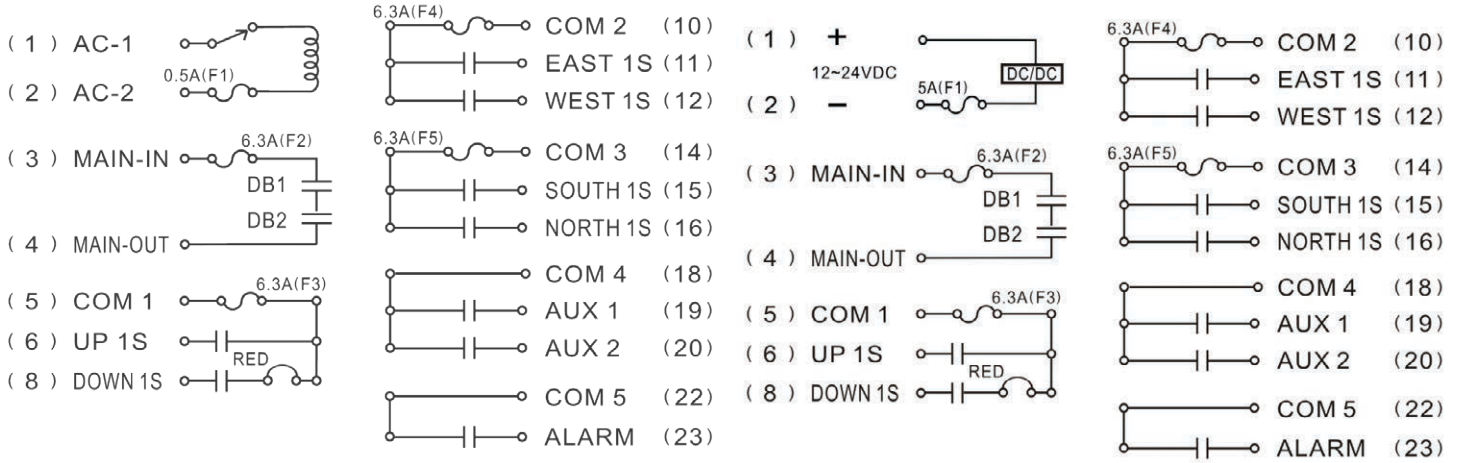 ( 1 ) AC-1
0.5A(F1)
( 2 ) AC-2
6.3A(F2)
( 3 ) MAIN-IN
DB1
DB2
( 4 ) MAIN-OUT
6.3A(F3)
( 5 ) COM 1
( 6 ) UP 1S
RED
( 8 ) DOWN 1S
6.3A(F4)
COM 2 (10)
EAST 1S (11)
WEST 1S (12)
6.3A(F5)
COM 3 (14)
SOUTH 1S (15)
NORTH 1S (16)
COM 4 (18)
AUX 1 (19)
AUX 2 (20)
COM 5 (22)
ALARM (23)
( 1 ) +
12~24VDC
DC/DC
5A(F1)
( 2 ) −
6.3A(F2)
( 3 ) MAIN-IN
DB1
DB2
( 4 ) MAIN-OUT
6.3A(F3)
( 5 ) COM 1
( 6 ) UP 1S
RED
( 8 ) DOWN 1S
6.3A(F4)
COM 2 (10)
EAST 1S (11)
WEST 1S (12)
6.3A(F5)
COM 3 (14)
SOUTH 1S (15)
NORTH 1S (16)
COM 4 (18)
AUX 1 (19)
AUX 2 (20)
COM 5 (22)
ALARM (23)